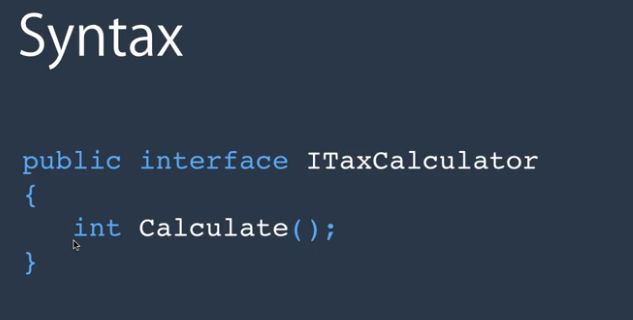 Syntax
public interface ITaxCalculator
{
int Calculate();
}